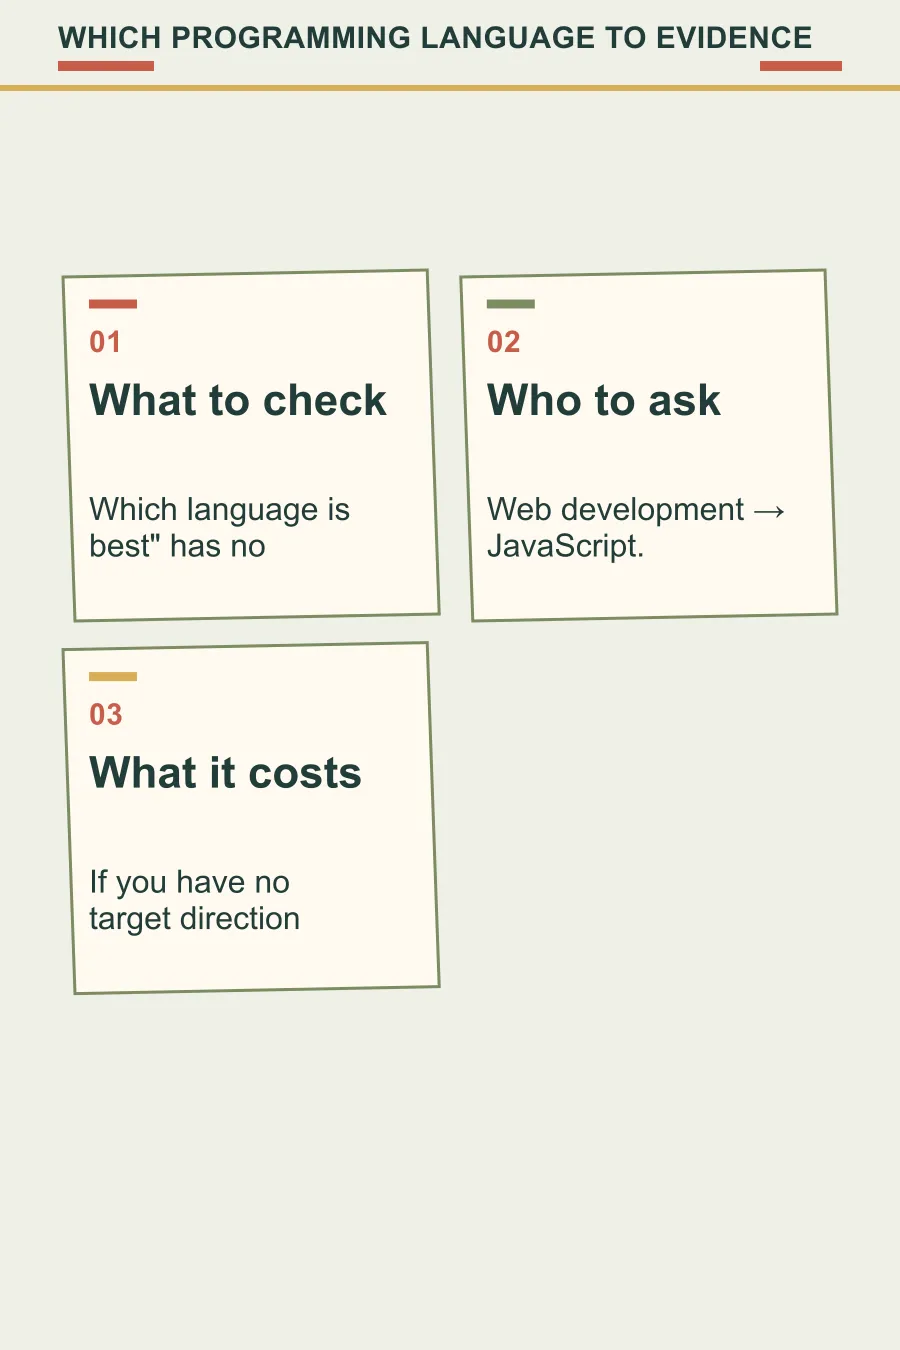 WHICH PROGRAMMING LANGUAGE TO EVIDENCE
01
What to check
Which language is
best" has no
02
Who to ask
Web development →
JavaScript.
03
What it costs
If you have no
target direction